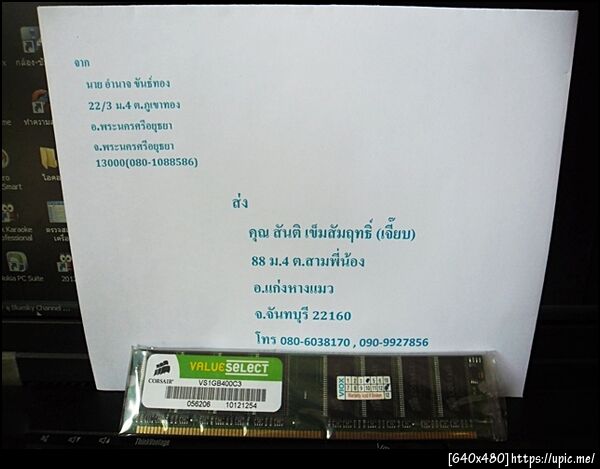 จาก
นาย อำนาจ ขันธ์ทอง
22/3 ม.4 ต.ภูเขาทอง
อ.พระนครศรีอยุธยา
จ.พระนครศรีอยุธยา
13000(080-1088586)
ส่ง
คุณ สันติ เข็มสัมฤทธิ์ (เจี๊ยบ)
88 ม.4 ต.สามพี่น้อง
อ.แก่งหางแมว
จ.จันทบุรี 22160
โทร 080-6038170 , 090-9927856
VALUESELECT
CORSAIR
VS1GB400C3
056206 10121254
VIOX
ThinkVantage
Karaoke
Smart
PC Suite
[640x480]https://upic.me/